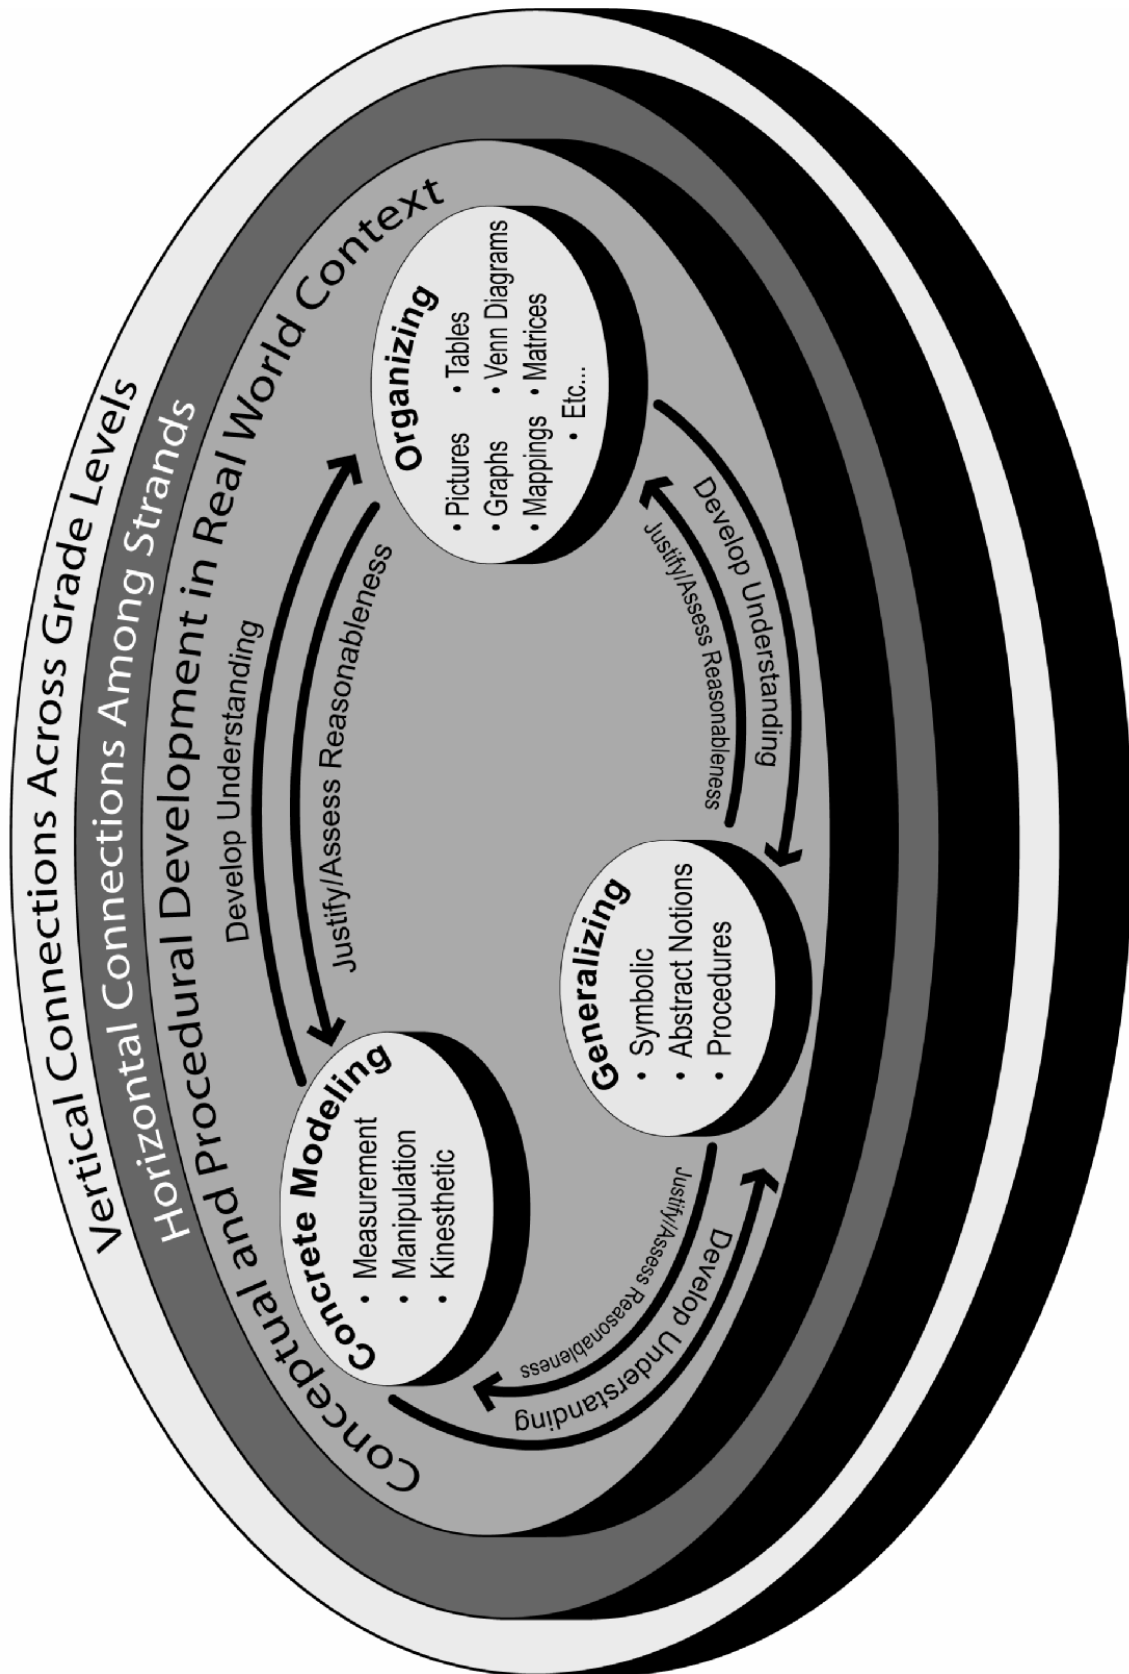 Vertical Connections Across Grade Levels
Horizontal Connections Among Strands
Conceptual and Procedural Development in Real World Context
Develop Understanding
Justify/Assess Reasonableness
Concrete Modeling
• Measurement
• Manipulation
• Kinesthetic
Organizing
• Pictures • Tables
• Graphs • Venn Diagrams
• Mappings • Matrices
• Etc...
Generalizing
• Symbolic
• Abstract Notions
• Procedures
Justify/Assess Reasonableness
Develop Understanding
Justify/Assess Reasonableness
Develop Understanding